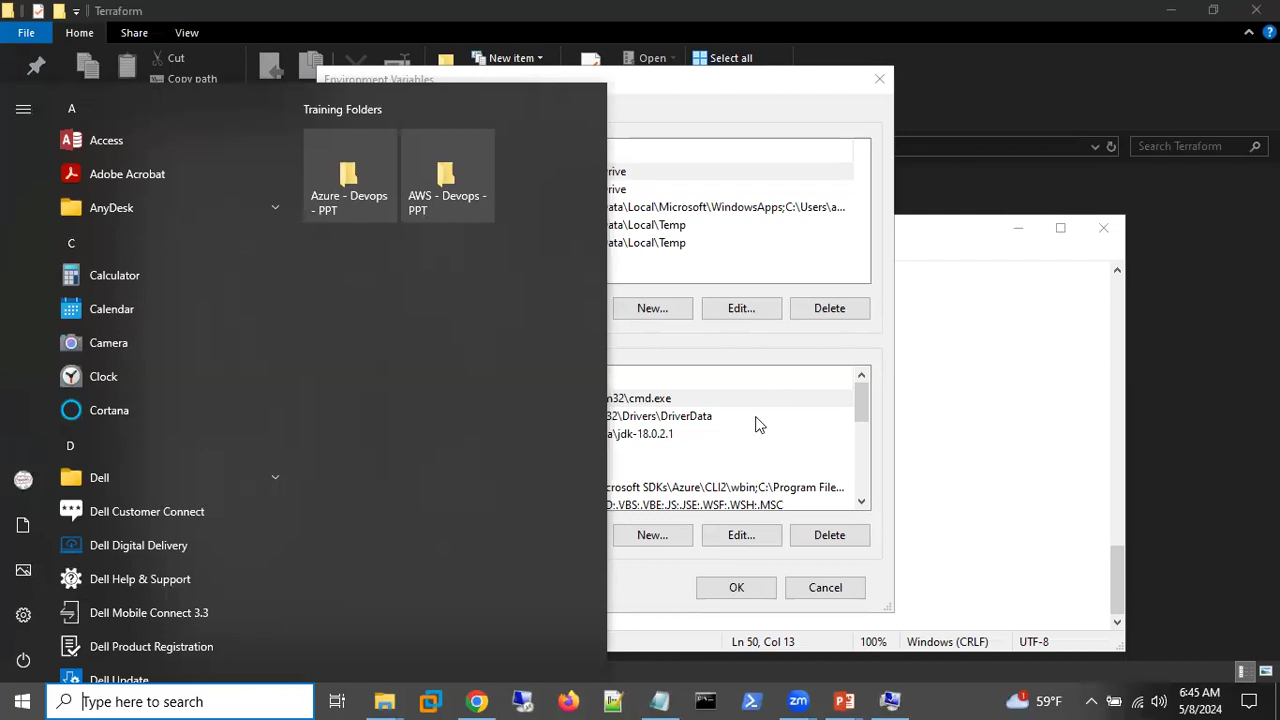 Terraform
File
Home
Share
View
Cut
Copy path
New item
Open
Select all
Environment Variables
Search Terraform
A
Access
Adobe Acrobat
AnyDesk
C
Calculator
Calendar
Camera
Clock
Cortana
D
Dell
Dell Customer Connect
Dell Digital Delivery
Dell Help & Support
Dell Mobile Connect 3.3
Dell Product Registration
Dell Update
Training Folders
Azure - Devops
- PPT
AWS - Devops -
PPT
rive
rive
ata\Local\Microsoft\WindowsApps;C:\Users\a...
ata\Local\Temp
ata\Local\Temp
New...
Edit...
Delete
m32\cmd.exe
32\Drivers\DriverData
a\jdk-18.0.2.1
crosoft SDKs\Azure\CLI2\wbin;C:\Program File...
D;.VBS;.VBE;.JS;.JSE;.WSF;.WSH;.MSC
New...
Edit...
Delete
OK
Cancel
Ln 50, Col 13
100%
Windows (CRLF)
UTF-8
Type here to search
zm
59°F
6:45 AM
5/8/2024